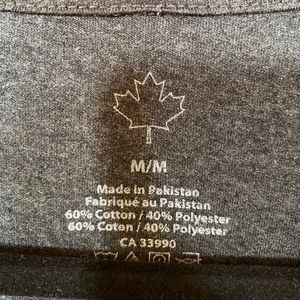 M/M
Made in Pakistan
Fabriqué au Pakistan
60% Cotton / 40% Polyester
60% Coton / 40% Polyester
CA 33990